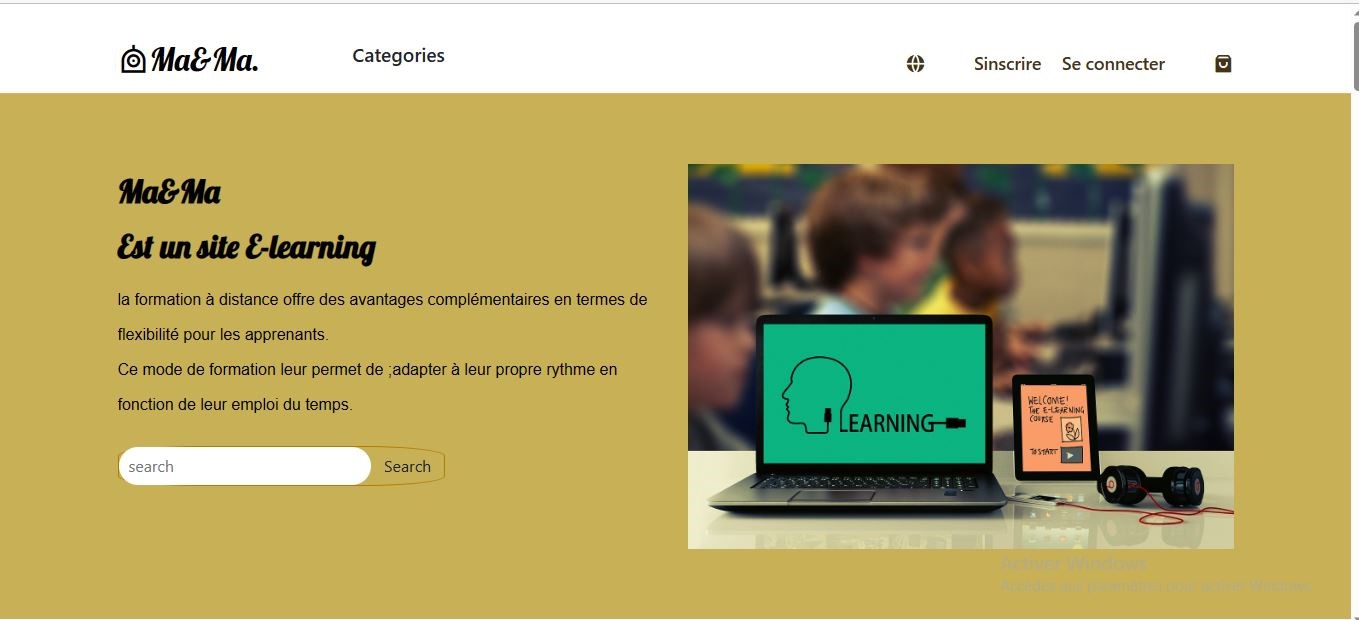 Ma&Ma.
Categories
Sinscrire
Se connecter
Ma&Ma
Est un site E-learning
la formation à distance offre des avantages complémentaires en termes de
flexibilité pour les apprenants.
Ce mode de formation leur permet de ;adapter à leur propre rythme en
fonction de leur emploi du temps.
search
Search
LEARNING
WELCOME!
THE E-LEARNING
COURSE
TO START
Activer Windows
Accédez aux paramètres pour activer Windows.